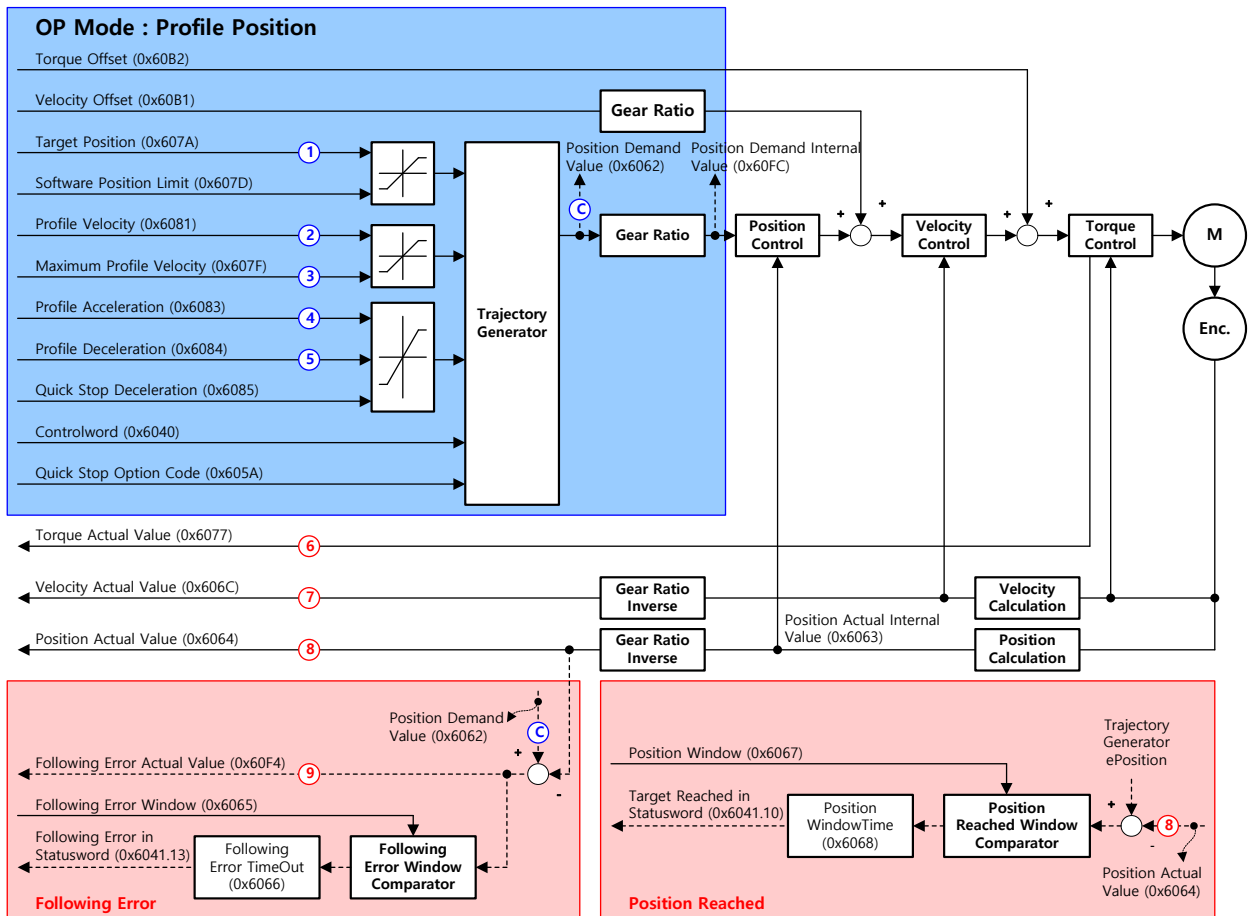 OP Mode : Profile Position
Torque Offset (0x60B2)
Velocity Offset (0x60B1)
Gear Ratio
Target Position (0x607A)
1
Position Demand
Value (0x6062)
Position Demand Internal
Value (0x60FC)
Software Position Limit (0x607D)
C
Profile Velocity (0x6081)
2
Gear Ratio
Position
Control
+
+
Velocity
Control
+
+
Torque
Control
M
Maximum Profile Velocity (0x607F)
3
Profile Acceleration (0x6083)
4
Trajectory
Generator
Enc.
Profile Deceleration (0x6084)
5
Quick Stop Deceleration (0x6085)
Controlword (0x6040)
Quick Stop Option Code (0x605A)
Torque Actual Value (0x6077)
6
Velocity Actual Value (0x606C)
7
Gear Ratio
Inverse
Velocity
Calculation
Position Actual Value (0x6064)
8
Gear Ratio
Inverse
Position Actual Internal
Value (0x6063)
Position
Calculation
Position Demand
Value (0x6062)
C
+
-
Following Error Actual Value (0x60F4)
9
Following Error Window (0x6065)
Following Error in
Statusword (0x6041.13)
Following
Error TimeOut
(0x6066)
Following
Error Window
Comparator
Following Error
Trajectory
Generator
ePosition
Position Window (0x6067)
Target Reached in
Statusword (0x6041.10)
Position
WindowTime
(0x6068)
Position
Reached Window
Comparator
+
-
8
Position Actual
Value (0x6064)
Position Reached